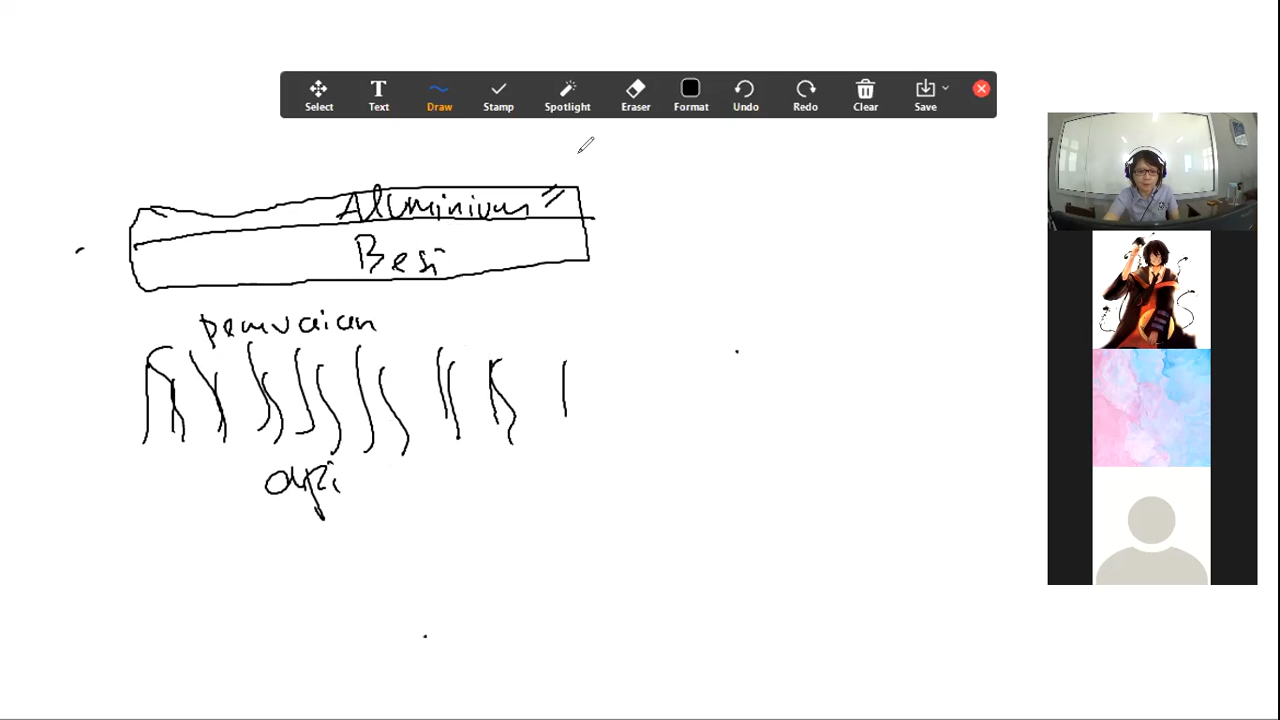 Select Text Draw Stamp Spotlight Eraser Format Undo Redo Clear Save
Aluminium
Besi
pemuaian
api